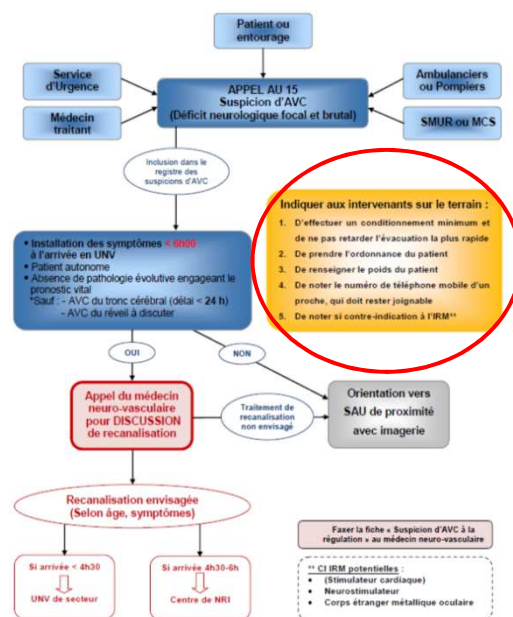 Patient ou
entourage
Service
d'Urgence
Médecin
traitant
APPEL AU 15
Suspicion d'AVC
(Déficit neurologique focal et brutal)
Ambulanciers
ou Pompiers
SMUR ou MCS
Inclusion dans le
registre des
suspicions d'AVC
Indiquer aux intervenants sur le terrain :
1. D'effectuer un conditionnement minimum et
de ne pas retarder l'évacuation la plus rapide
2. De prendre l'ordonnance du patient
3. De renseigner le poids du patient
4. De noter le numéro de téléphone mobile d'un
proche, qui doit rester joignable
5. De noter si contre-indication à l'IRM**
• Installation des symptômes < 6h00
à l'arrivée en UNV
• Patient autonome
• Absence de pathologie évolutive engageant le
pronostic vital
*Sauf : - AVC du tronc cérébral (délai < 24 h)
- AVC du réveil à discuter
OUI
NON
Appel du médecin
neuro-vasculaire
pour DISCUSSION
de recanalisation
Traitement de
recanalisation
non envisagé
Orientation vers
SAU de proximité
avec imagerie
Recanalisation envisagée
(Selon âge, symptômes)
Si arrivée < 4h30
UNV de secteur
Si arrivée 4h30-6h
Centre de NRI
Faxer la fiche « Suspicion d'AVC à la
régulation » au médecin neuro-vasculaire
** CI IRM potentielles :
• (Stimulateur cardiaque)
• Neurostimulateur
• Corps étranger métallique oculaire